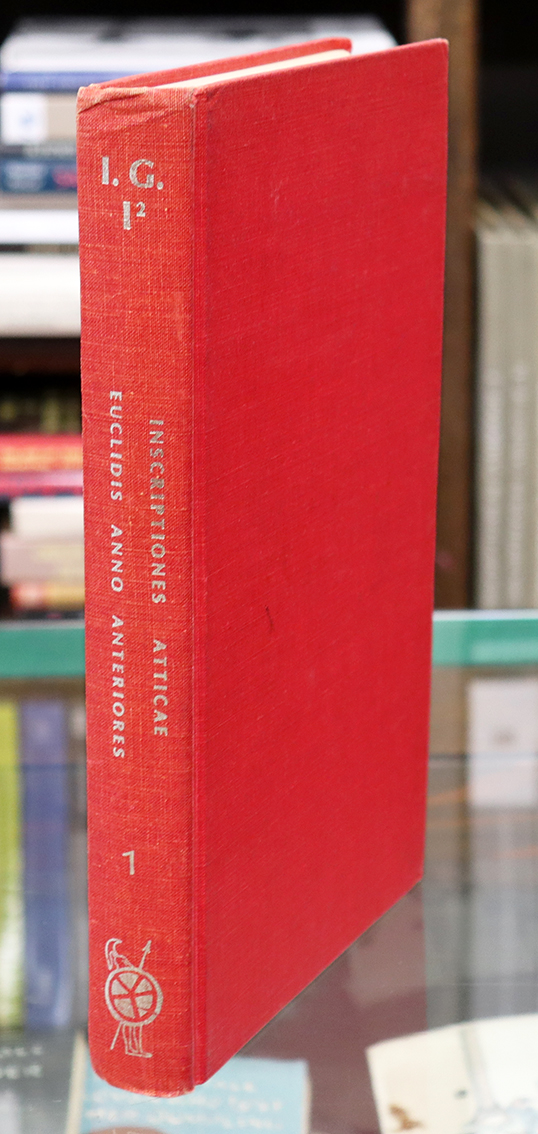 I. G.
I²
INSCRIPTIONES ATTICAE
EUCLIDIS ANNO ANTERIORES
1